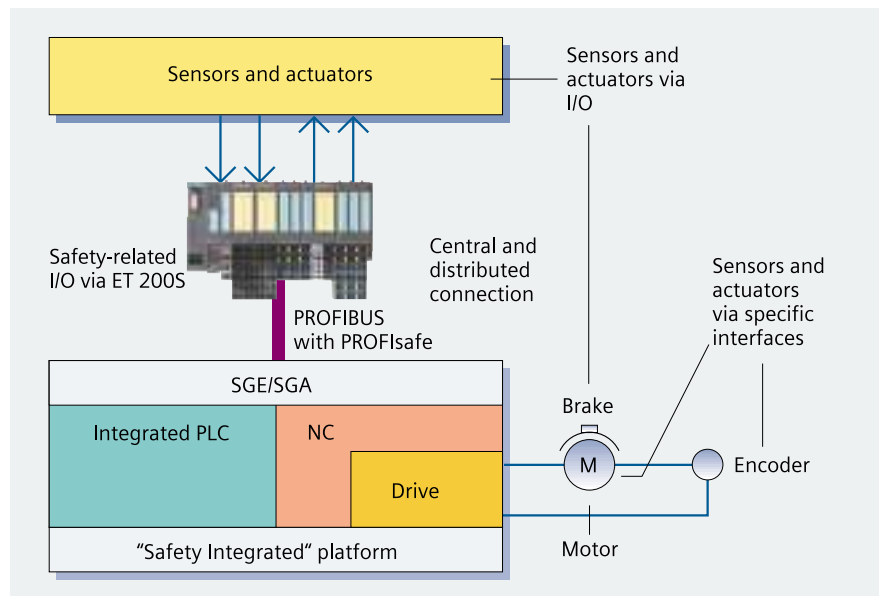 Sensors and actuators
Sensors and
actuators via
I/O
Safety-related
I/O via ET 200S
Central and
distributed
connection
Sensors and
actuators
via specific
interfaces
PROFIBUS
with PROFIsafe
SGE/SGA
Integrated PLC
NC
Drive
"Safety Integrated“ platform
Brake
M
Encoder
Motor